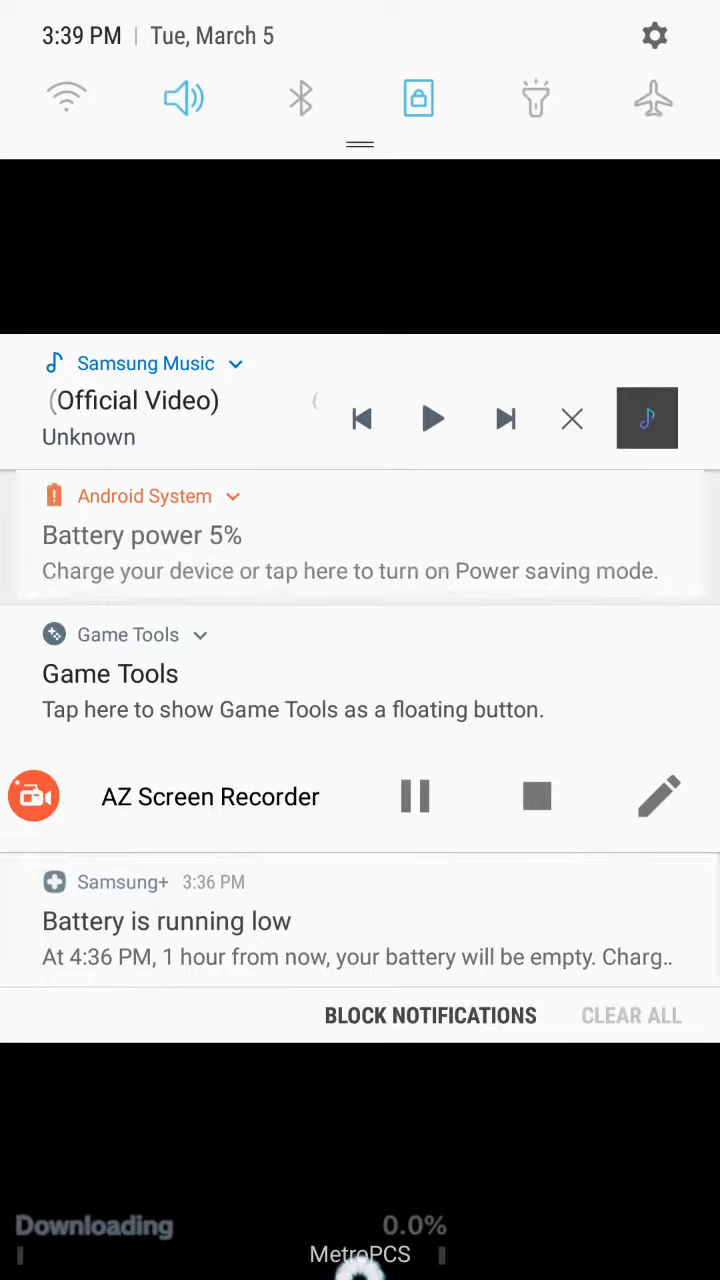 3:39 PM | Tue, March 5
Samsung Music
(Official Video) (
Unknown
Android System
Battery power 5%
Charge your device or tap here to turn on Power saving mode.
Game Tools
Game Tools
Tap here to show Game Tools as a floating button.
AZ Screen Recorder
Samsung+ 3:36 PM
Battery is running low
At 4:36 PM, 1 hour from now, your battery will be empty. Charg..
BLOCK NOTIFICATIONS CLEAR ALL
Downloading 0.0%
MetroPCS